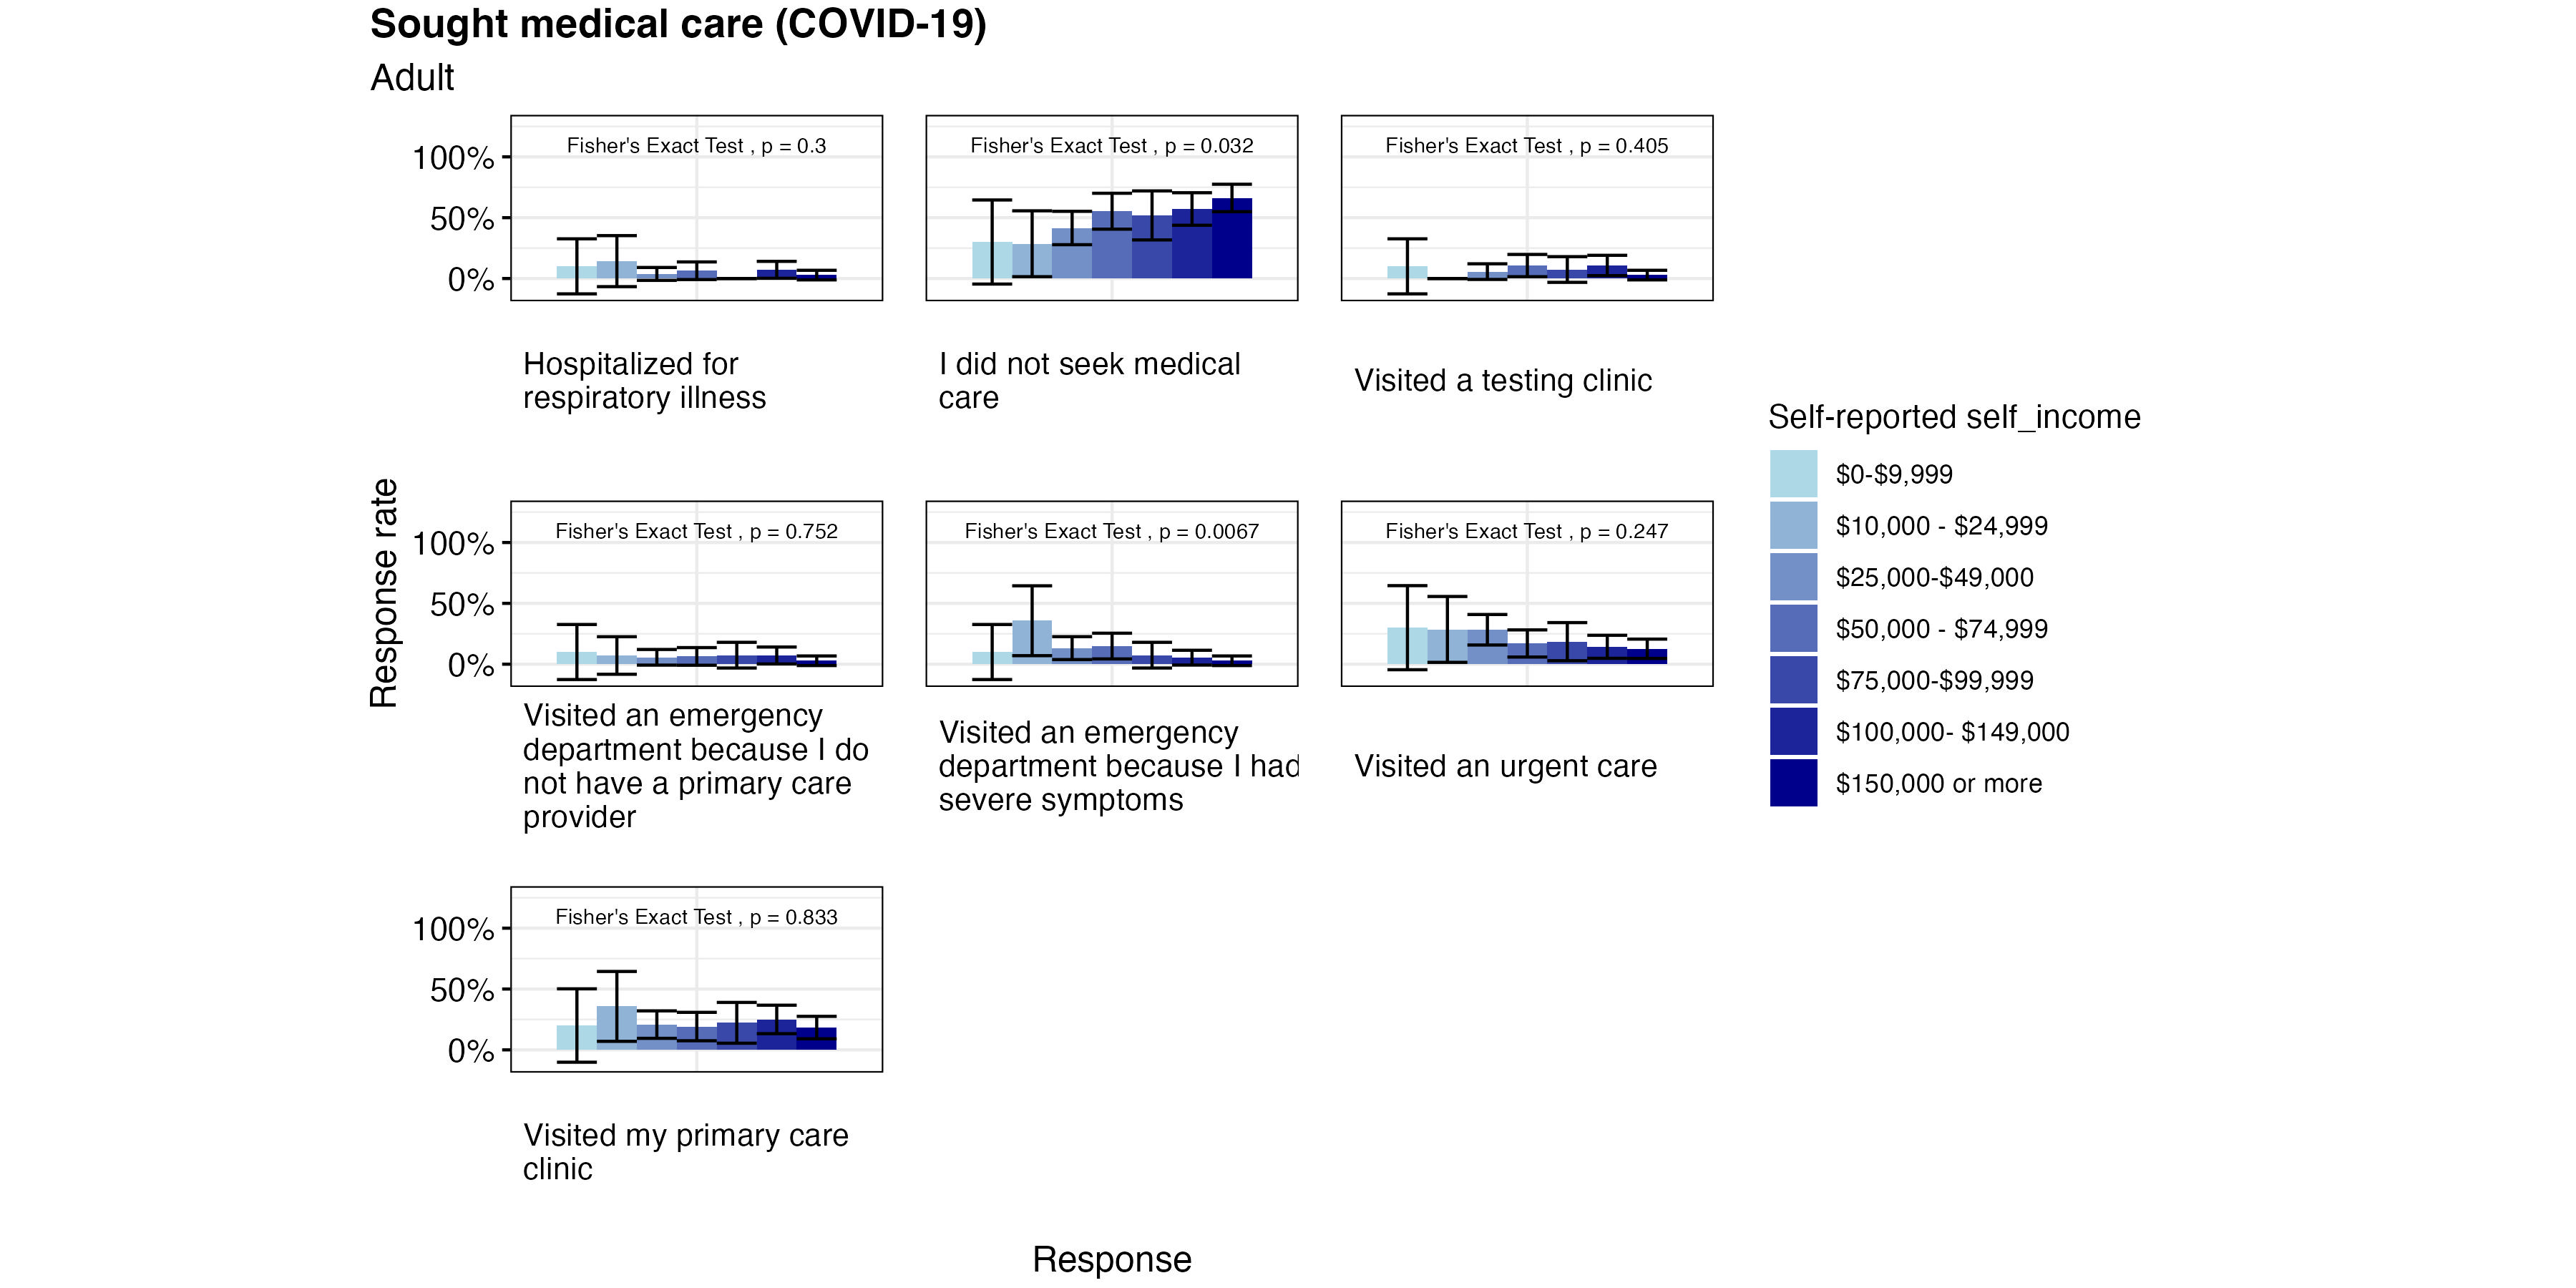 Sought medical care (COVID-19)
Adult
Fisher's Exact Test , p = 0.3
Fisher's Exact Test , p = 0.032
Fisher's Exact Test , p = 0.405
100%
50%
0%
Hospitalized for
respiratory illness
I did not seek medical
care
Visited a testing clinic
Response rate
Fisher's Exact Test , p = 0.752
Fisher's Exact Test , p = 0.0067
Fisher's Exact Test , p = 0.247
100%
50%
0%
Visited an emergency
department because I do
not have a primary care
provider
Visited an emergency
department because I had
severe symptoms
Visited an urgent care
Fisher's Exact Test , p = 0.833
100%
50%
0%
Visited my primary care
clinic
Response
Self-reported self_income
$0-$9,999
$10,000 - $24,999
$25,000-$49,000
$50,000 - $74,999
$75,000-$99,999
$100,000- $149,000
$150,000 or more